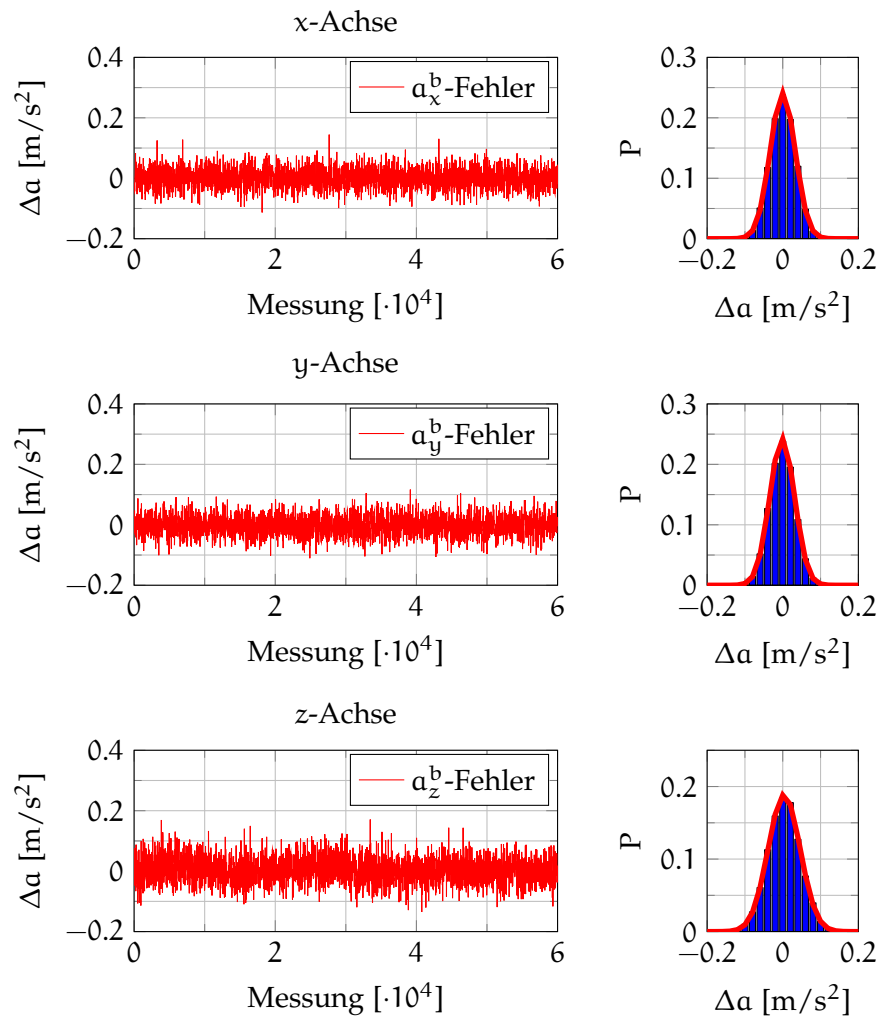 x-Achse
0.4
0.2
0
−0.2
Δa [m/s²]
a_x^b-Fehler
0 2 4 6
Messung [·10⁴]
0.3
0.2
0.1
0
P
−0.2 0 0.2
Δa [m/s²]
y-Achse
0.4
0.2
0
−0.2
Δa [m/s²]
a_y^b-Fehler
0 2 4 6
Messung [·10⁴]
0.3
0.2
0.1
0
P
−0.2 0 0.2
Δa [m/s²]
z-Achse
0.4
0.2
0
−0.2
Δa [m/s²]
a_z^b-Fehler
0 2 4 6
Messung [·10⁴]
0.2
0.1
0
P
−0.2 0 0.2
Δa [m/s²]